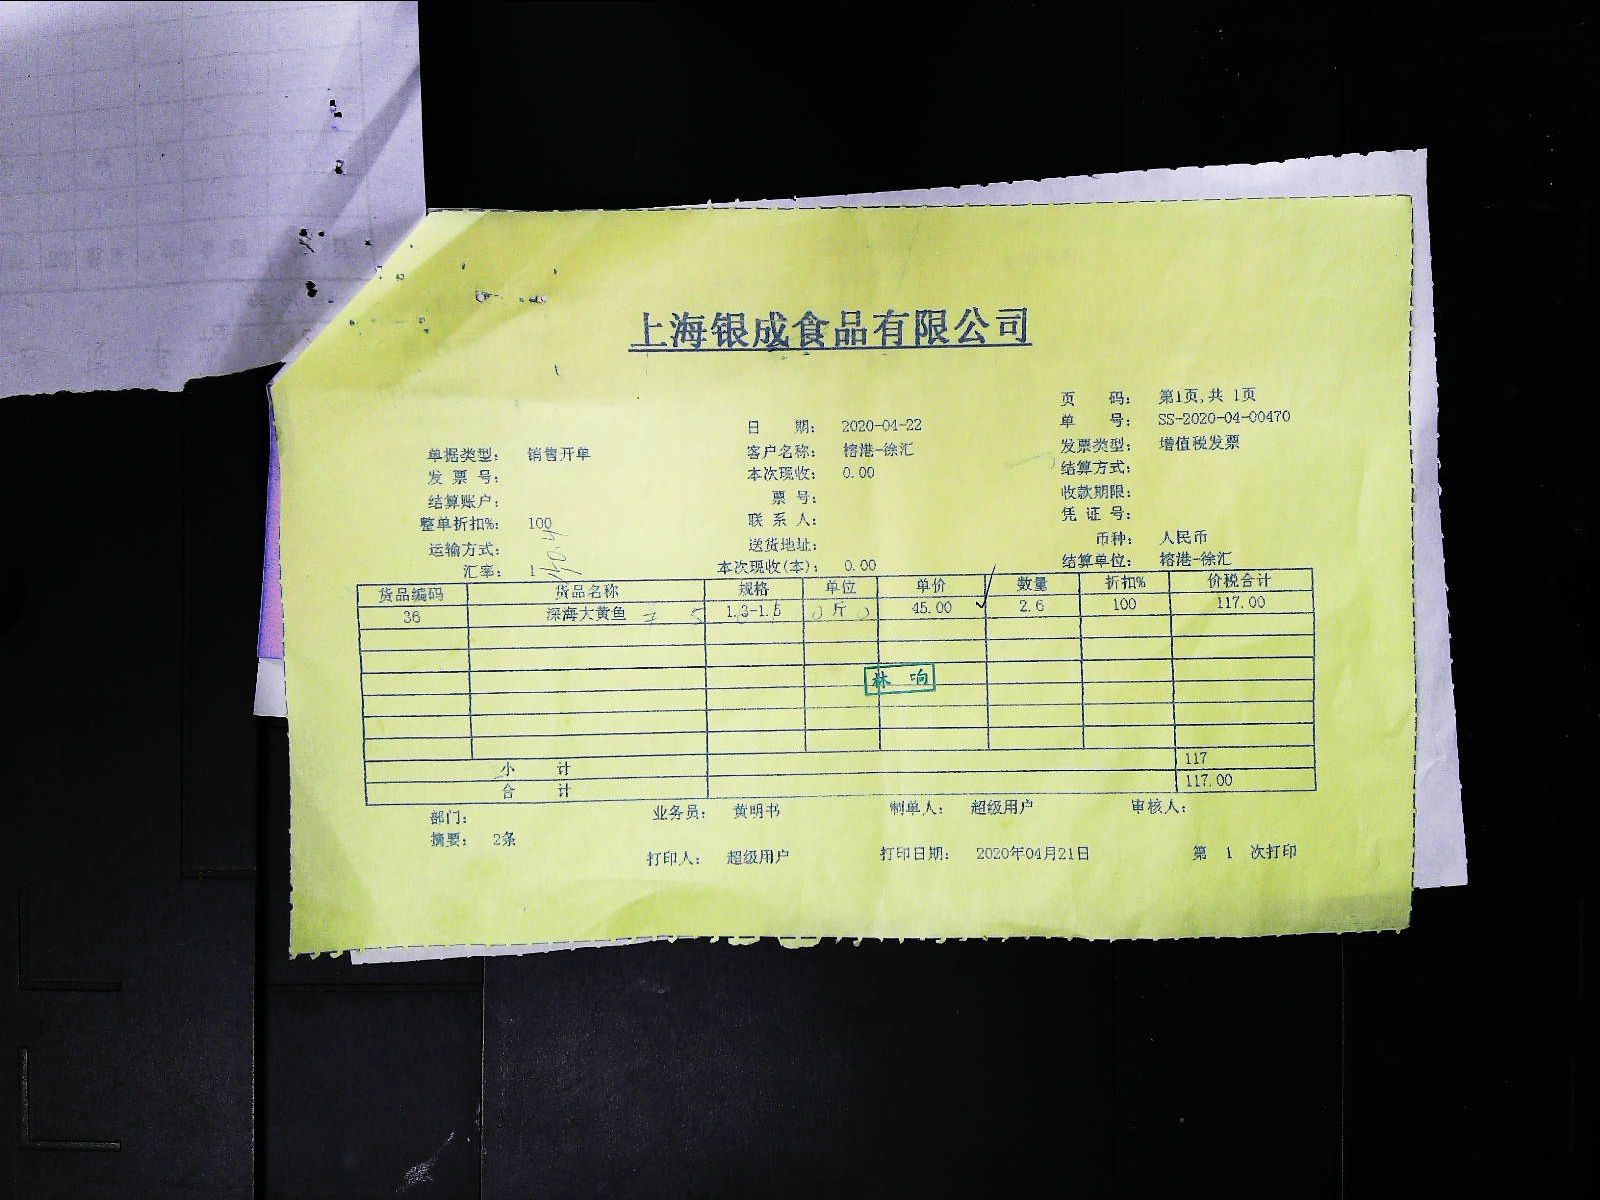 上海银成食品有限公司
页 码: 第1页,共 1页
日 期: 2020-04-22 单 号: SS-2020-04-00470
单据类型: 销售开单 客户名称: 榕港-徐汇 发票类型: 增值税发票
发 票 号: 本次现收: 0.00 结算方式:
结算账户: 票 号: 收款期限:
整单折扣%: 100 联 系 人: 凭 证 号:
运输方式: 送货地址: 币种: 人民币
汇率: 1 本次现收(本): 0.00 结算单位: 榕港-徐汇
货品编码 货品名称 规格 单位 单价 数量 折扣% 价税合计
36 深海大黄鱼 1.3-1.5 斤 45.00 2.6 100 117.00
林 响
小 计 117
合 计 117.00
部门: 业务员: 黄明书 制单人: 超级用户 审核人:
摘要: 2条
打印人: 超级用户 打印日期: 2020年04月21日 第 1 次打印